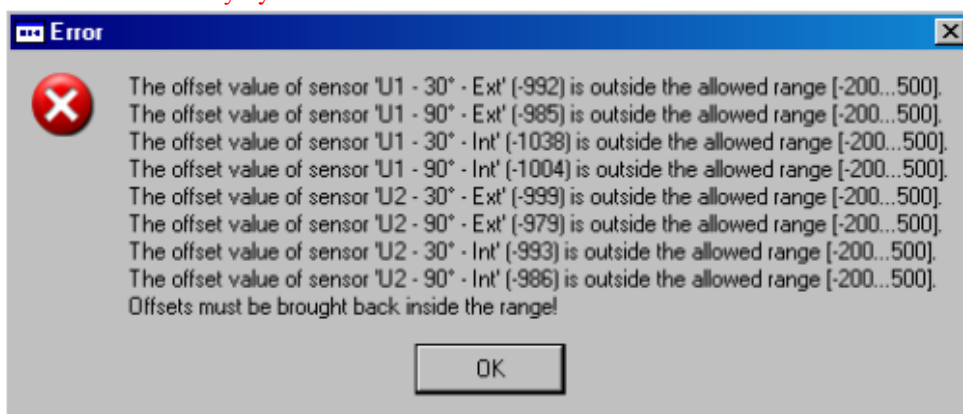 Error
The offset value of sensor 'U1 - 30° - Ext' (-992) is outside the allowed range [-200...500].
The offset value of sensor 'U1 - 90° - Ext' (-985) is outside the allowed range [-200...500].
The offset value of sensor 'U1 - 30° - Int' (-1038) is outside the allowed range [-200...500].
The offset value of sensor 'U1 - 90° - Int' (-1004) is outside the allowed range [-200...500].
The offset value of sensor 'U2 - 30° - Ext' (-999) is outside the allowed range [-200...500].
The offset value of sensor 'U2 - 90° - Ext' (-979) is outside the allowed range [-200...500].
The offset value of sensor 'U2 - 30° - Int' (-993) is outside the allowed range [-200...500].
The offset value of sensor 'U2 - 90° - Int' (-986) is outside the allowed range [-200...500].
Offsets must be brought back inside the range!
OK